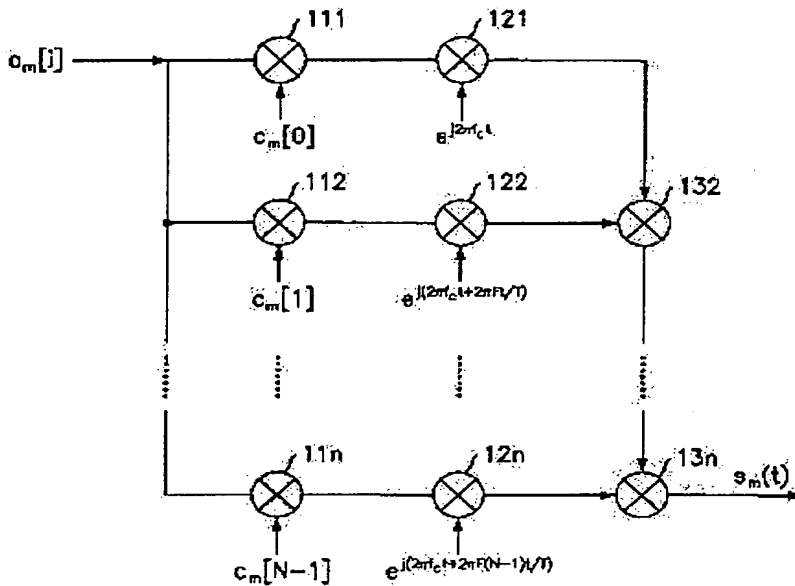 111 121
a_m[i]
c_m[0] e^{j2πf_c t}
112 122 132
c_m[1] e^{j(2πf_c t+2πFt/T)}
11n 12n 13n
s_m(t)
c_m[N-1] e^{j(2πf_c t+2πF(N-1)t/T)}